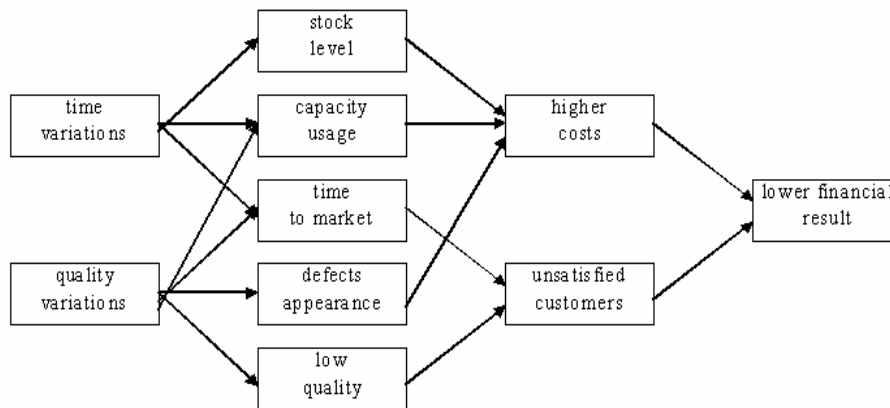 stock
level
time
variations
capacity
usage
higher
costs
time
to market
lower financial
result
quality
variations
defects
appearance
unsatisfied
customers
low
quality